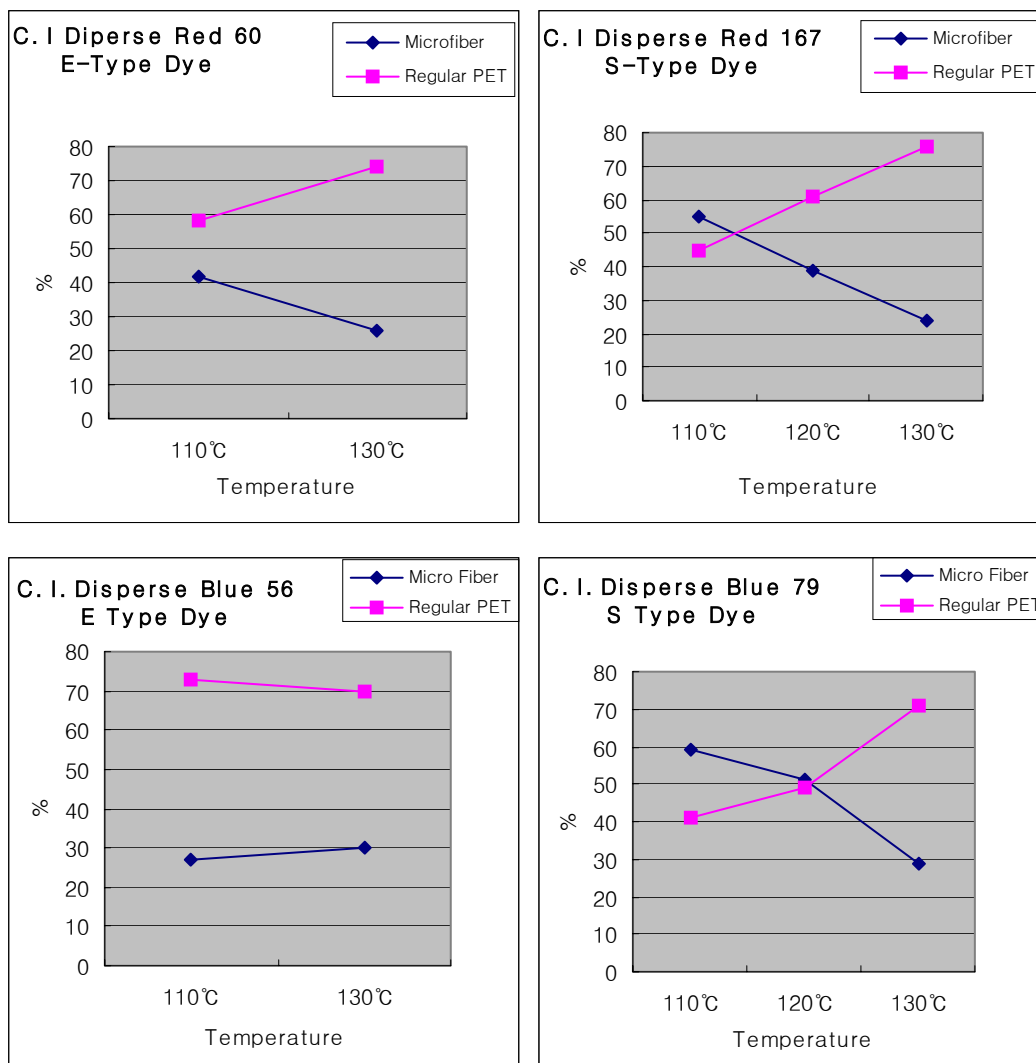 C. I Diperse Red 60
E-Type Dye
Microfiber
Regular PET
80
70
60
50
40
30
20
10
0
%
110℃ 130℃
Temperature
C. I Disperse Red 167
S-Type Dye
Microfiber
Regular PET
80
70
60
50
40
30
20
10
0
%
110℃ 120℃ 130℃
Temperature
C. I. Disperse Blue 56
E Type Dye
Micro Fiber
Regular PET
80
70
60
50
40
30
20
10
0
%
110℃ 130℃
Temperature
C. I. Disperse Blue 79
S Type Dye
Micro Fiber
Regular PET
80
70
60
50
40
30
20
10
0
%
110℃ 120℃ 130℃
Temperature